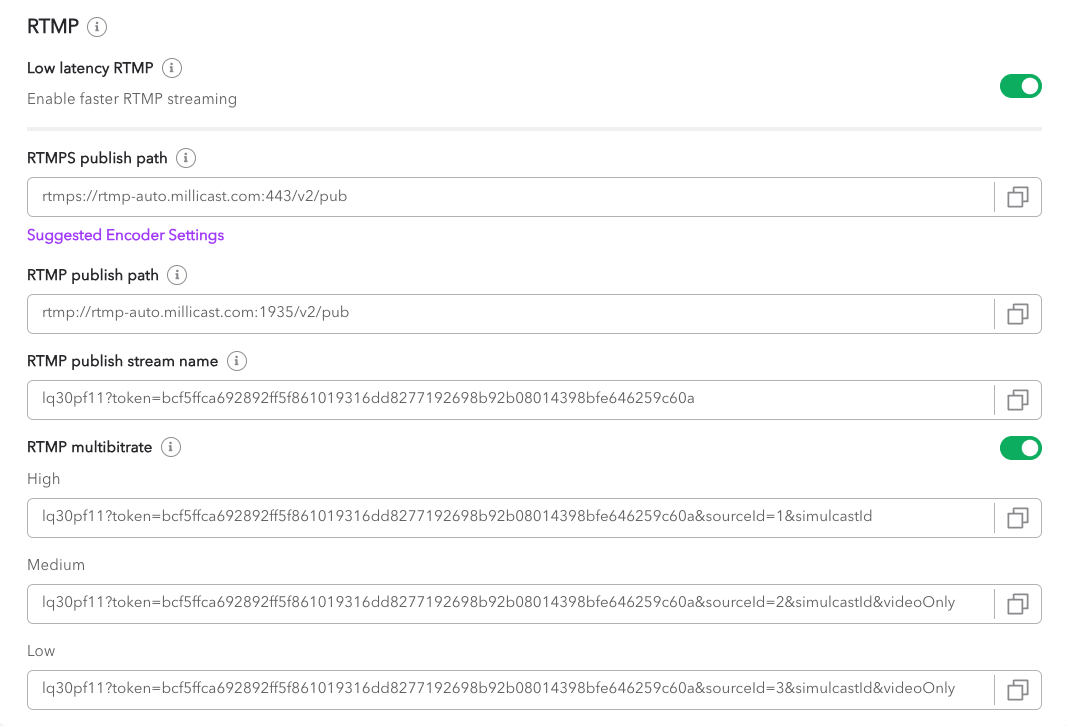 RTMP
Low latency RTMP
Enable faster RTMP streaming
RTMPS publish path
rtmps://rtmp-auto.millicast.com:443/v2/pub
Suggested Encoder Settings
RTMP publish path
rtmp://rtmp-auto.millicast.com:1935/v2/pub
RTMP publish stream name
lq30pf11?token=bcf5ffca692892ff5f861019316dd8277192698b92b08014398bfe646259c60a
RTMP multibitrate
High
lq30pf11?token=bcf5ffca692892ff5f861019316dd8277192698b92b08014398bfe646259c60a&sourceId=1&simulcastId
Medium
lq30pf11?token=bcf5ffca692892ff5f861019316dd8277192698b92b08014398bfe646259c60a&sourceId=2&simulcastId&videoOnly
Low
lq30pf11?token=bcf5ffca692892ff5f861019316dd8277192698b92b08014398bfe646259c60a&sourceId=3&simulcastId&videoOnly